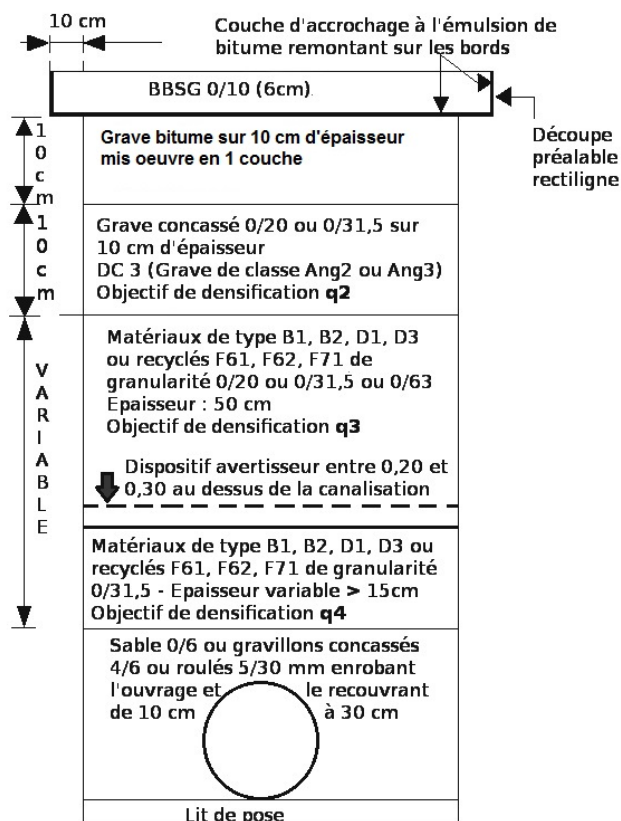 10 cm
Couche d'accrochage à l'émulsion de
bitume remontant sur les bords
BBSG 0/10 (6cm)
Découpe
préalable
rectiligne
10cm
Grave bitume sur 10 cm d'épaisseur
mis oeuvre en 1 couche
10cm
Grave concassé 0/20 ou 0/31,5 sur
10 cm d'épaisseur
DC 3 (Grave de classe Ang2 ou Ang3)
Objectif de densification q2
VARIABLE
Matériaux de type B1, B2, D1, D3
ou recyclés F61, F62, F71 de
granularité 0/20 ou 0/31,5 ou 0/63
Epaisseur : 50 cm
Objectif de densification q3
Dispositif avertisseur entre 0,20 et
0,30 au dessus de la canalisation
Matériaux de type B1, B2, D1, D3 ou
recyclés F61, F62, F71 de granularité
0/31,5 - Epaisseur variable > 15cm
Objectif de densification q4
Sable 0/6 ou gravillons concassés
4/6 ou roulés 5/30 mm enrobant
l'ouvrage et le recouvrant
de 10 cm à 30 cm
Lit de pose